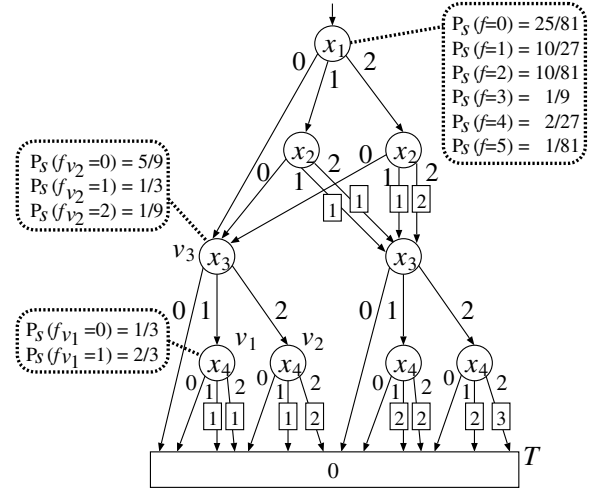 x1
P_S(f=0) = 25/81
P_S(f=1) = 10/27
P_S(f=2) = 10/81
P_S(f=3) = 1/9
P_S(f=4) = 2/27
P_S(f=5) = 1/81
0 1 2
x2 x2
0 1 2 0 1 2
1 1 1 2
P_S(f_v2=0) = 5/9
P_S(f_v2=1) = 1/3
P_S(f_v2=2) = 1/9
v3 x3 x3
0 1 2 0 1 2
P_S(f_v1=0) = 1/3
P_S(f_v1=1) = 2/3
v1 v2
x4 x4 x4 x4
0 1 2 0 1 2 0 1 2 0 1 2
1 1 1 2 2 2 2 3
T
0